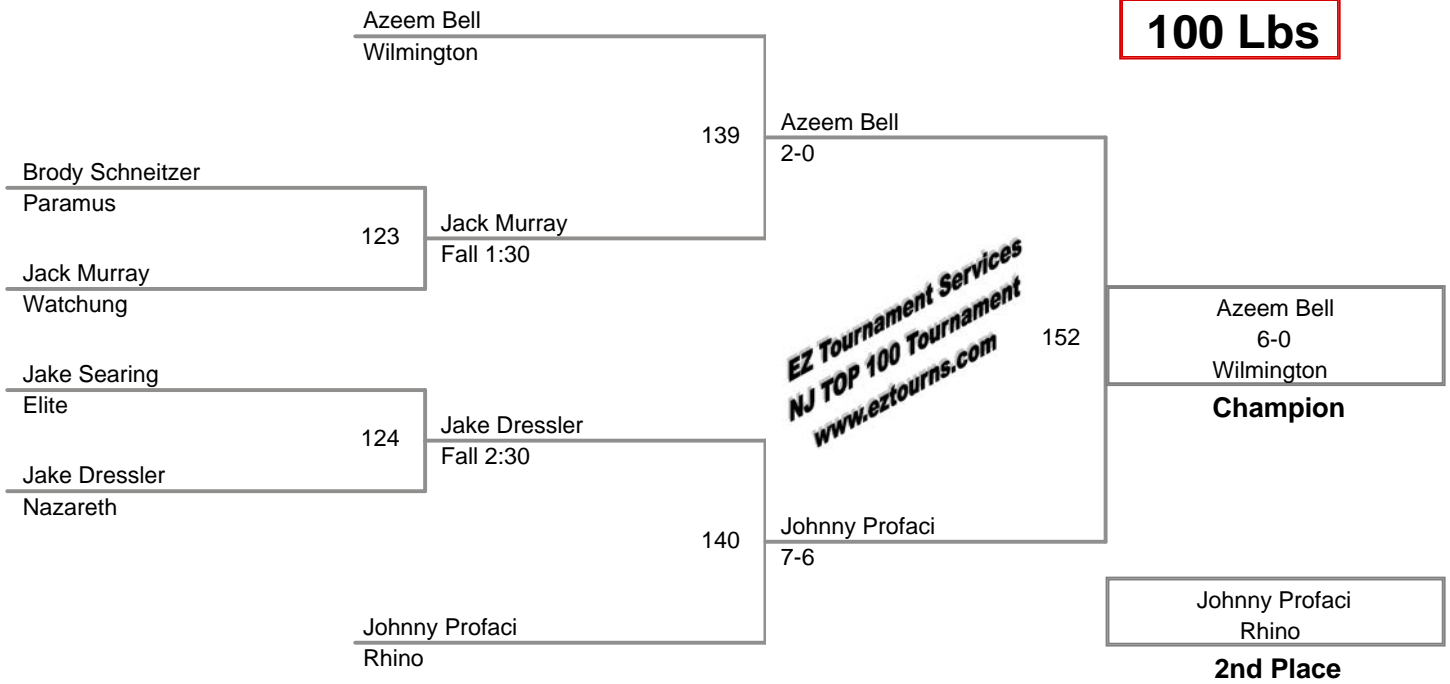 Azeem Bell
Wilmington
100 Lbs
139
Azeem Bell
2-0
Brody Schneitzer
Paramus
123
Jack Murray
Fall 1:30
Jack Murray
Watchung
EZ Tournament Services
NJ TOP 100 Tournament
www.eztourns.com
152
Azeem Bell
6-0
Wilmington
Champion
Jake Searing
Elite
124
Jake Dressler
Fall 2:30
Jake Dressler
Nazareth
140
Johnny Profaci
7-6
Johnny Profaci
Rhino
Johnny Profaci
Rhino
2nd Place